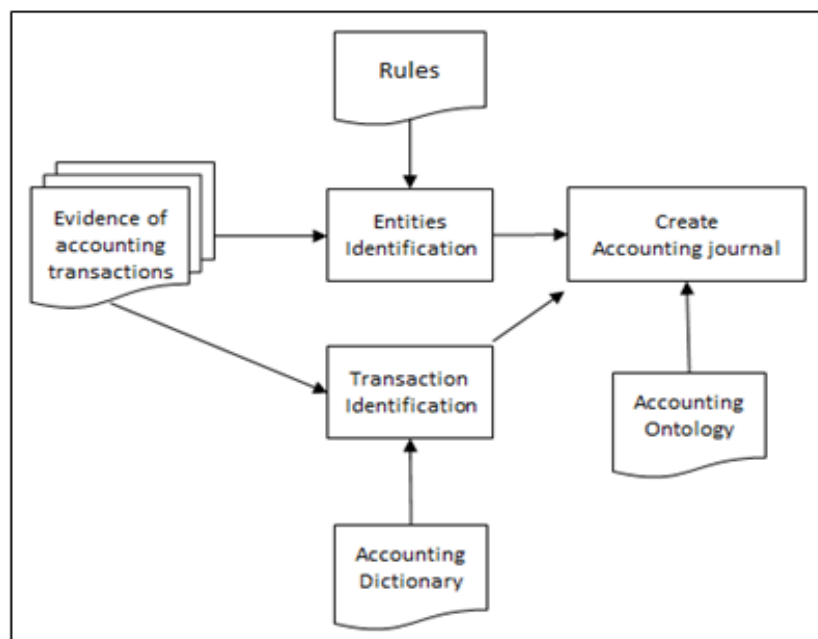 Rules
Evidence of
accounting
transactions
Entities
Identification
Create
Accounting journal
Transaction
Identification
Accounting
Ontology
Accounting
Dictionary